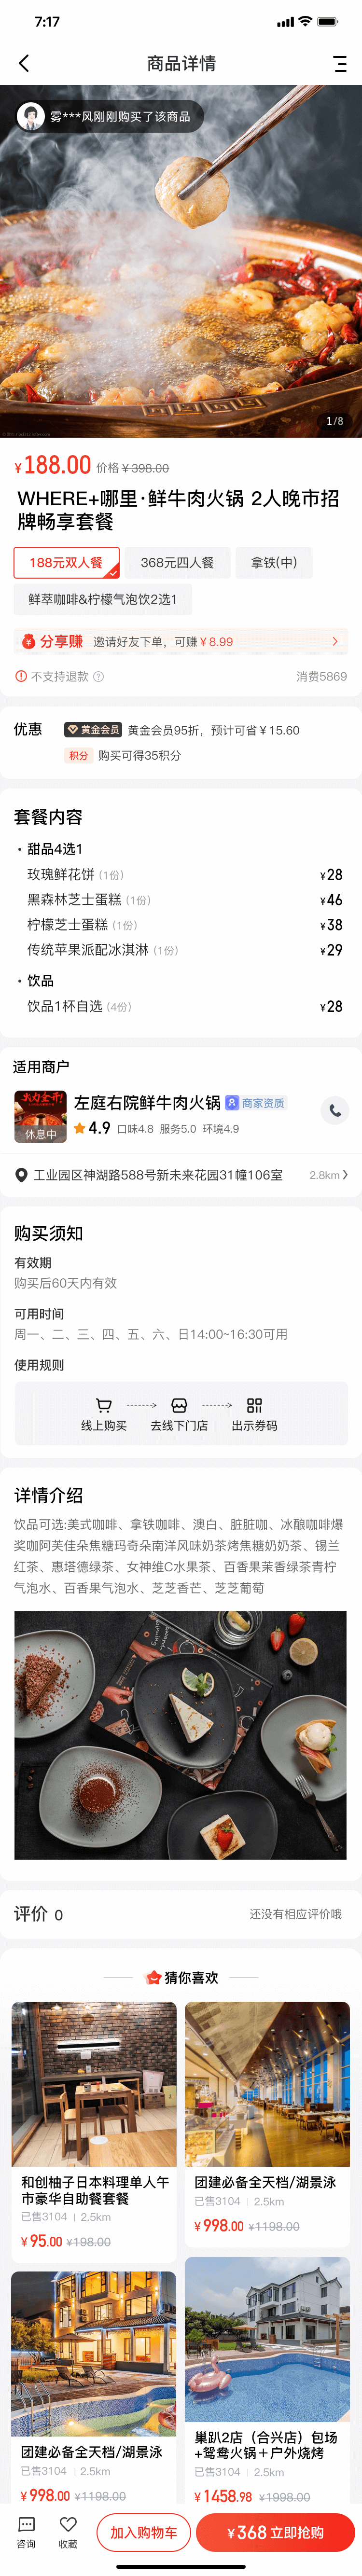 7:17
商品详情
雾***风刚刚购买了该商品
1/8
¥188.00 价格¥398.00
WHERE+哪里·鲜牛肉火锅 2人晚市招
牌畅享套餐
188元双人餐
368元四人餐
拿铁(中)
鲜萃咖啡&柠檬气泡饮2选1
分享赚 邀请好友下单，可赚¥8.99
不支持退款
消费5869
优惠
黄金会员 黄金会员95折，预计可省¥15.60
积分 购买可得35积分
套餐内容
·甜品4选1
玫瑰鲜花饼 (1份) ¥28
黑森林芝士蛋糕 (1份) ¥46
柠檬芝士蛋糕 (1份) ¥38
传统苹果派配冰淇淋 (1份) ¥29
·饮品
饮品1杯自选 (4份) ¥28
适用商户
火力全开!
休息中
左庭右院鲜牛肉火锅 商家资质
4.9 口味4.8 服务5.0 环境4.9
工业园区神湖路588号新未来花园31幢106室 2.8km
购买须知
有效期
购买后60天内有效
可用时间
周一、二、三、四、五、六、日14:00~16:30可用
使用规则
线上购买
去线下门店
出示券码
详情介绍
饮品可选:美式咖啡、拿铁咖啡、澳白、脏脏咖、冰酿咖啡爆
奖咖阿芙佳朵焦糖玛奇朵南洋风味奶茶烤焦糖奶奶茶、锡兰
红茶、惠塔德绿茶、女神维C水果茶、百香果茉香绿茶青柠
气泡水、百香果气泡水、芝芝香芒、芝芝葡萄
评价 0
还没有相应评价哦
猜你喜欢
和创柚子日本料理单人午
市豪华自助餐套餐
已售3104 | 2.5km
¥95.00 ¥198.00
团建必备全天档/湖景泳
已售3104 | 2.5km
¥998.00 ¥1198.00
团建必备全天档/湖景泳
已售3104 | 2.5km
¥998.00 ¥1198.00
巢趴2店（合兴店）包场
+鸳鸯火锅＋户外烧烤
已售3104 | 2.5km
¥1458.98 ¥1998.00
咨询
收藏
加入购物车
¥368 立即抢购